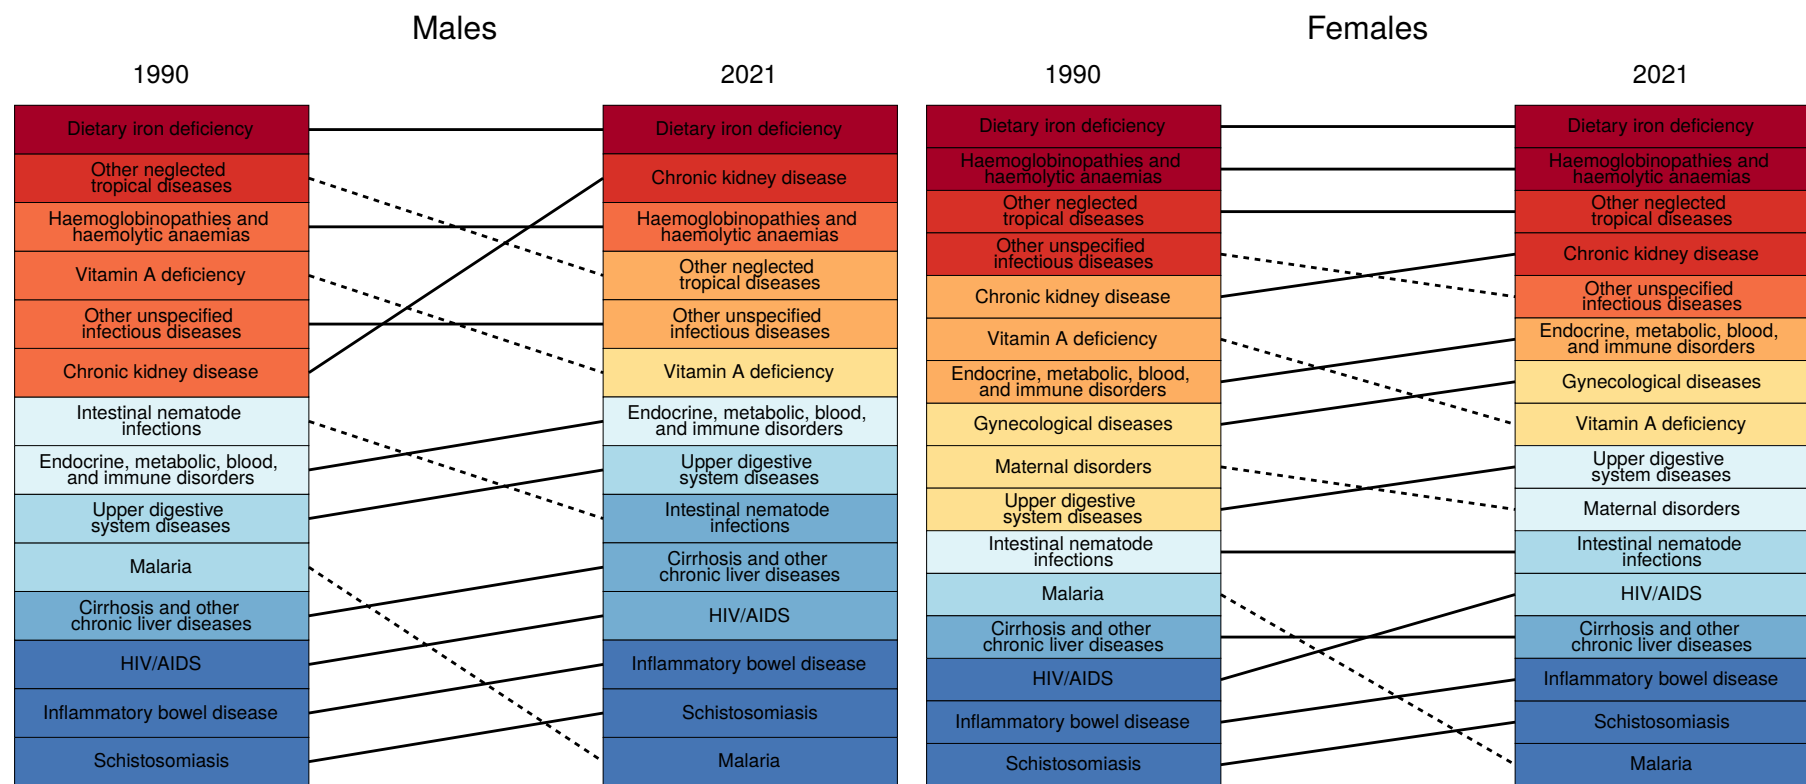 Males
1990
2021
Dietary iron deficiency
Other neglected
tropical diseases
Haemoglobinopathies and
haemolytic anaemias
Vitamin A deficiency
Other unspecified
infectious diseases
Chronic kidney disease
Intestinal nematode
infections
Endocrine, metabolic, blood,
and immune disorders
Upper digestive
system diseases
Malaria
Cirrhosis and other
chronic liver diseases
HIV/AIDS
Inflammatory bowel disease
Schistosomiasis
Dietary iron deficiency
Chronic kidney disease
Haemoglobinopathies and
haemolytic anaemias
Other neglected
tropical diseases
Other unspecified
infectious diseases
Vitamin A deficiency
Endocrine, metabolic, blood,
and immune disorders
Upper digestive
system diseases
Intestinal nematode
infections
Cirrhosis and other
chronic liver diseases
HIV/AIDS
Inflammatory bowel disease
Schistosomiasis
Malaria
Females
1990
2021
Dietary iron deficiency
Haemoglobinopathies and
haemolytic anaemias
Other neglected
tropical diseases
Other unspecified
infectious diseases
Chronic kidney disease
Vitamin A deficiency
Endocrine, metabolic, blood,
and immune disorders
Gynecological diseases
Maternal disorders
Upper digestive
system diseases
Intestinal nematode
infections
Malaria
Cirrhosis and other
chronic liver diseases
HIV/AIDS
Inflammatory bowel disease
Schistosomiasis
Dietary iron deficiency
Haemoglobinopathies and
haemolytic anaemias
Other neglected
tropical diseases
Chronic kidney disease
Other unspecified
infectious diseases
Endocrine, metabolic, blood,
and immune disorders
Gynecological diseases
Vitamin A deficiency
Upper digestive
system diseases
Maternal disorders
Intestinal nematode
infections
HIV/AIDS
Cirrhosis and other
chronic liver diseases
Inflammatory bowel disease
Schistosomiasis
Malaria